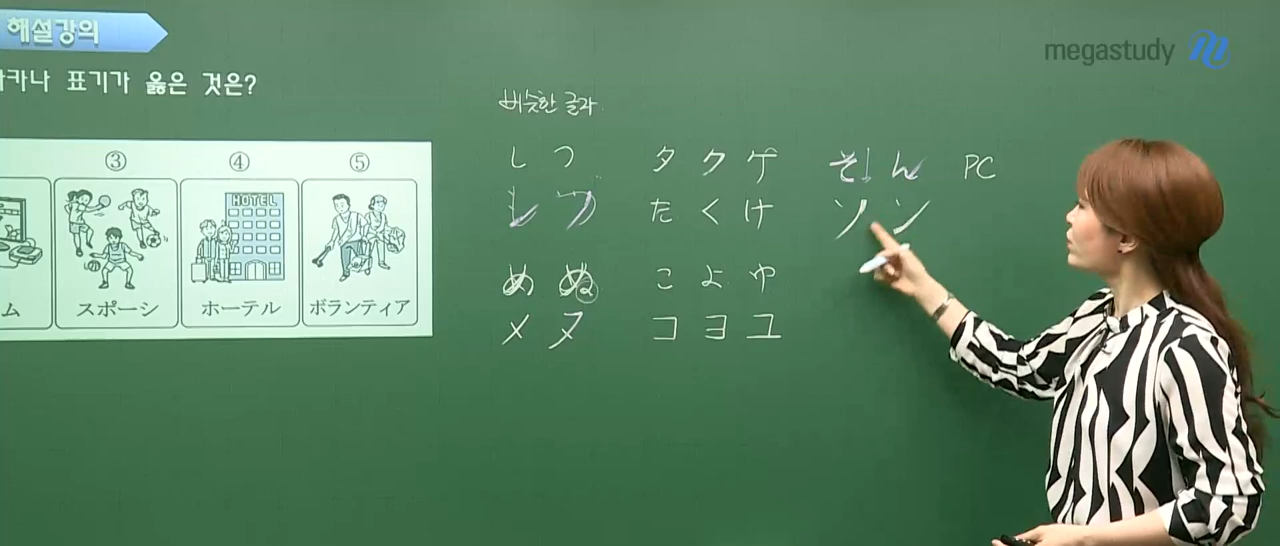 해설강의
megastudy
카나 표기가 옳은 것은?
비슷한 글자
③ ④ ⑤
HOTEL
ム スポーシ ホーテル ボランティア
し つ タ ク ケ そ ん PC
シ ツ た く け ソ ン
め ぬ こ よ ゆ
メ ヌ コ ヨ ユ